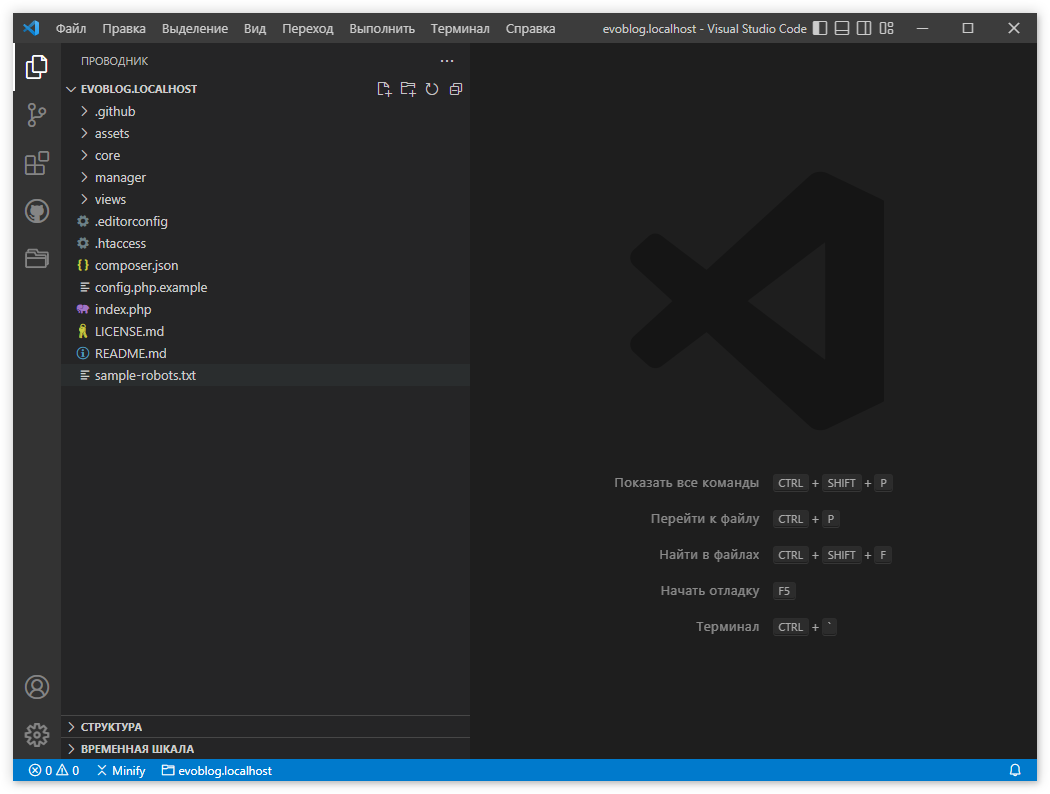 Файл Правка Выделение Вид Переход Выполнить Терминал Справка evoblog.localhost - Visual Studio Code
ПРОВОДНИК
EVOBLOG.LOCALHOST
.github
assets
core
manager
views
.editorconfig
.htaccess
composer.json
config.php.example
index.php
LICENSE.md
README.md
sample-robots.txt
Показать все команды CTRL + SHIFT + P
Перейти к файлу CTRL + P
Найти в файлах CTRL + SHIFT + F
Начать отладку F5
Терминал CTRL + `
СТРУКТУРА
ВРЕМЕННАЯ ШКАЛА
0 0 Minify evoblog.localhost